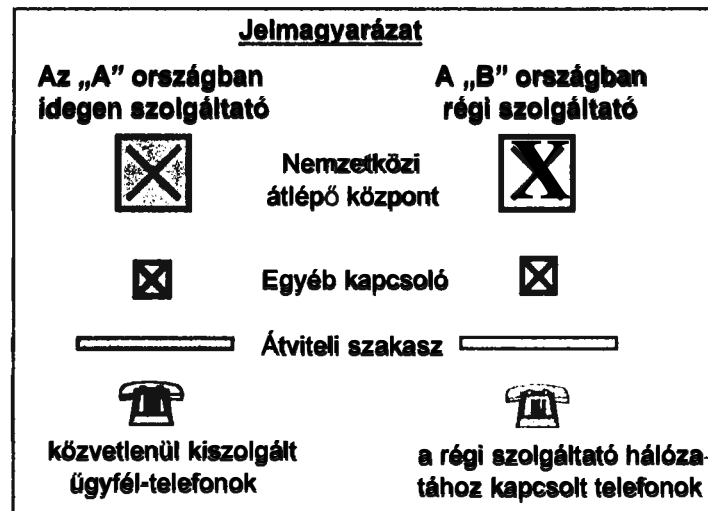 Jelmagyarázat
Az „A” országban
idegen szolgáltató
A „B” országban
régi szolgáltató
Nemzetközi
átlépő központ
Egyéb kapcsoló
Átviteli szakasz
közvetlenül kiszolgált
ügyfél-telefonok
a régi szolgáltató hálóza-
tához kapcsolt telefonok